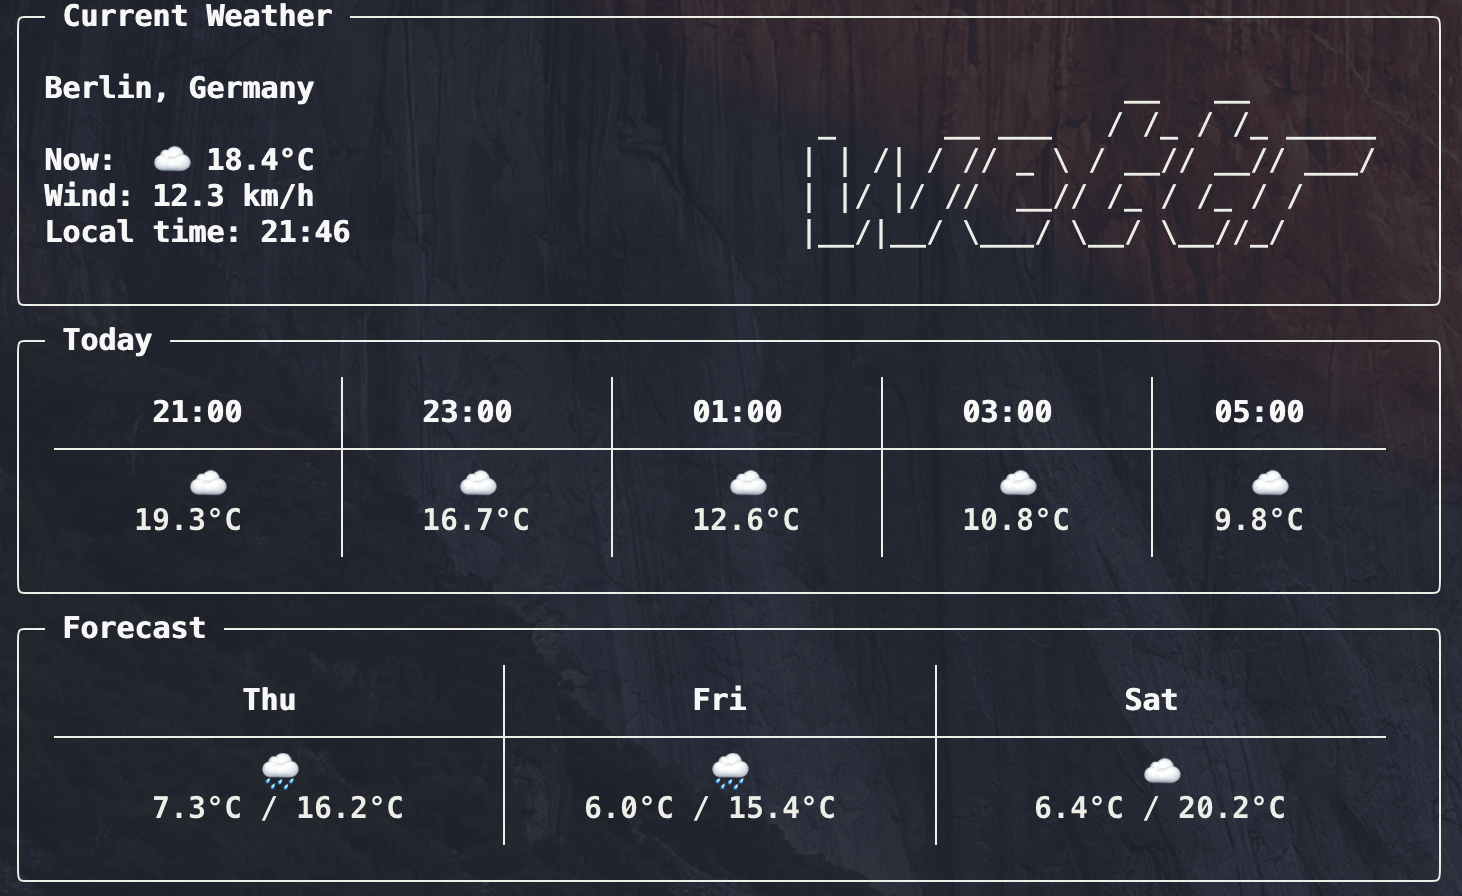 Current Weather
Berlin, Germany
Now: ☁️ 18.4°C
Wind: 12.3 km/h
Local time: 21:46
wettr
Today
21:00 23:00 01:00 03:00 05:00
☁️ ☁️ ☁️ ☁️ ☁️
19.3°C 16.7°C 12.6°C 10.8°C 9.8°C
Forecast
Thu Fri Sat
🌧️ 🌧️ ☁️
7.3°C / 16.2°C 6.0°C / 15.4°C 6.4°C / 20.2°C